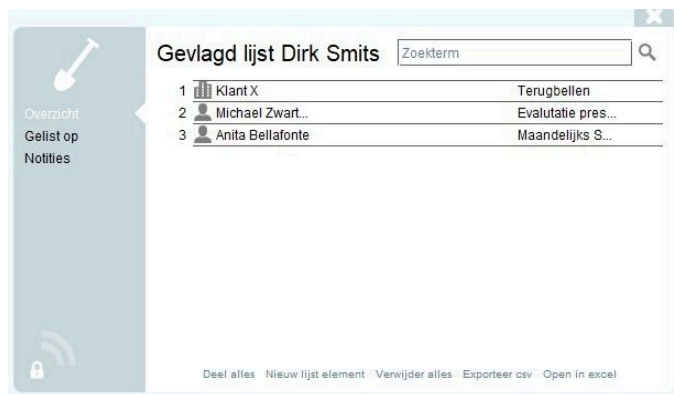 Gevlagd lijst Dirk Smits Zoekterm
1 Klant X Terugbellen
2 Michael Zwart... Evalutatie pres...
3 Anita Bellafonte Maandelijks S...
Overzicht
Gelist op
Notities
Deel alles Nieuw lijst element Verwijder alles Exporteer csv Open in excel